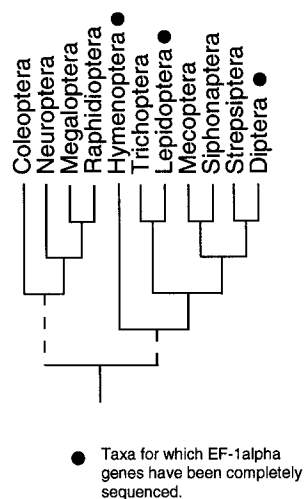 Coleoptera
Neuroptera
Megaloptera
Raphidioptera
Hymenoptera ●
Trichoptera
Lepidoptera ●
Mecoptera
Siphonaptera
Strepsiptera
Diptera ●
● Taxa for which EF-1alpha
genes have been completely
sequenced.